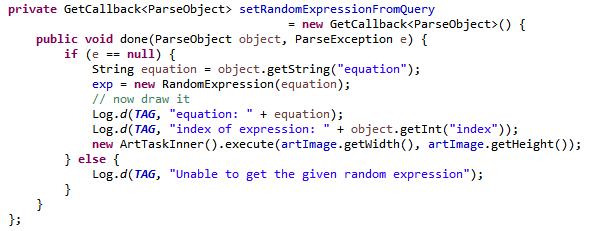 private GetCallback<ParseObject> setRandomExpressionFromQuery
= new GetCallback<ParseObject>() {
public void done(ParseObject object, ParseException e) {
if (e == null) {
String equation = object.getString("equation");
exp = new RandomExpression(equation);
// now draw it
Log.d(TAG, "equation: " + equation);
Log.d(TAG, "index of expression: " + object.getInt("index"));
new ArtTaskInner().execute(artImage.getWidth(), artImage.getHeight());
} else {
Log.d(TAG, "Unable to get the given random expression");
}
}
};